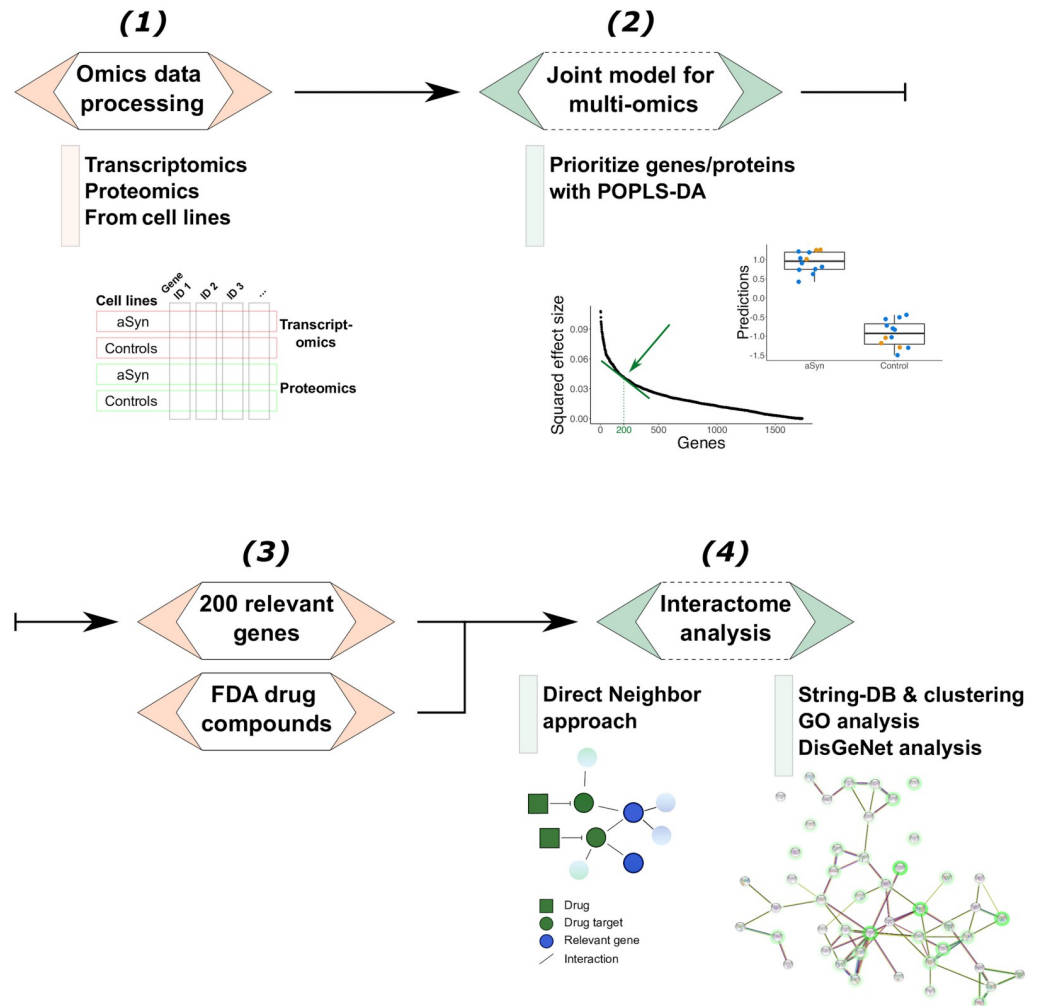 (1)
Omics data
processing
Transcriptomics
Proteomics
From cell lines
Gene
ID 1
ID 2
ID 3
...
Cell lines
aSyn
Controls
Transcript-
omics
aSyn
Controls
Proteomics
(2)
Joint model for
multi-omics
Prioritize genes/proteins
with POPLS-DA
Squared effect size
0.09
0.06
0.03
0.00
0
200
500
1000
1500
Genes
Predictions
1.0
0.5
0.0
-0.5
-1.0
-1.5
aSyn
Control
(3)
200 relevant
genes
FDA drug
compounds
(4)
Interactome
analysis
Direct Neighbor
approach
Drug
Drug target
Relevant gene
Interaction
String-DB & clustering
GO analysis
DisGeNet analysis